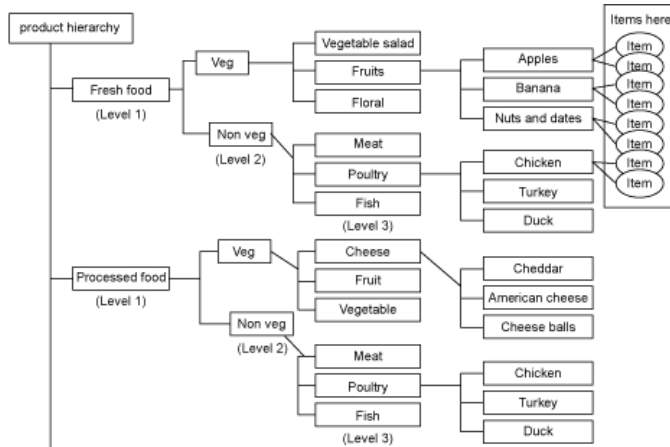 product hierarchy
Items here
Vegetable salad
Item
Veg
Apples
Item
Fruits
Item
Fresh food
Banana
Item
(Level 1)
Floral
Item
Nuts and dates
Non veg
Meat
Item
(Level 2)
Chicken
Item
Poultry
Item
Turkey
Fish
(Level 3)
Duck
Veg
Cheese
Cheddar
Processed food
Fruit
(Level 1)
American cheese
Vegetable
Non veg
Cheese balls
(Level 2)
Meat
Chicken
Poultry
Turkey
Fish
(Level 3)
Duck